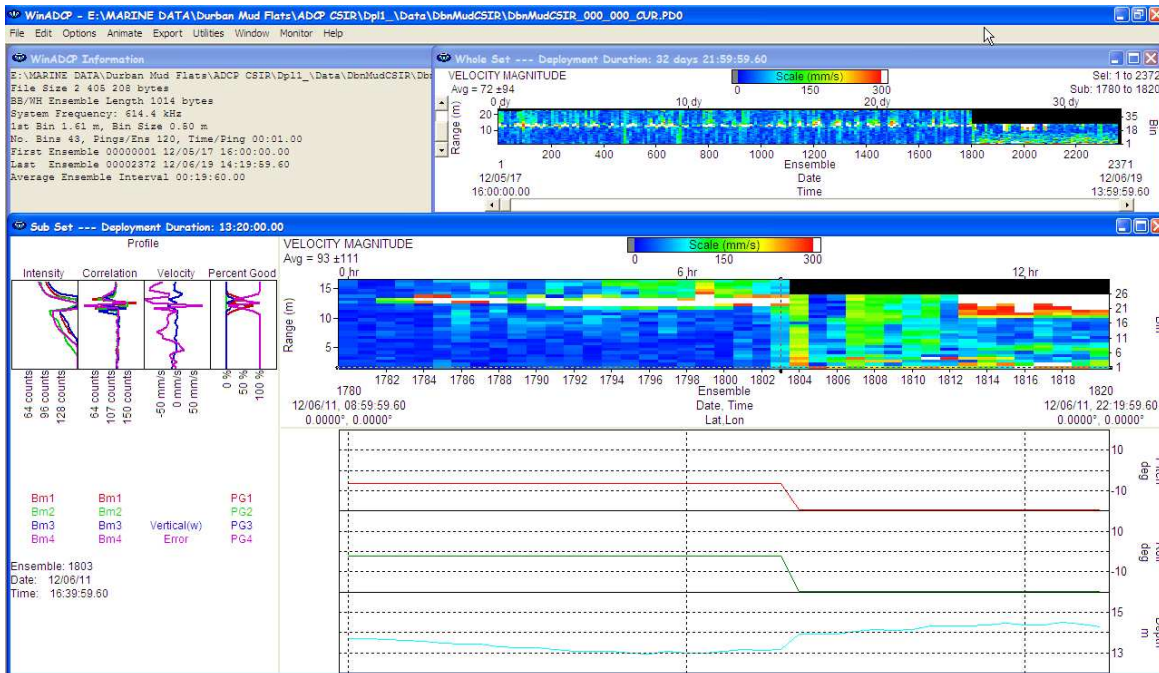 WinADCP - E:\MARINE DATA\Durban Mud Flats\ADCP CSIR\Dpl1_\Data\DbnMudCSIR\DbnMudCSIR_000_000_CUR.PD0
File Edit Options Animate Export Utilities Window Monitor Help
WinADCP Information
E:\MARINE DATA\Durban Mud Flats\ADCP CSIR\Dpl1_\Data\DbnMudCSIR\Dbn
File Size 2 405 208 bytes
BB/WH Ensemble Length 1014 bytes
System Frequency: 614.4 kHz
1st Bin 1.61 m, Bin Size 0.50 m
No. Bins 43, Pings/Ens 120, Time/Ping 00:01.00
First Ensemble 00000001 12/05/17 16:00:00.00
Last Ensemble 00002372 12/06/19 14:19:59.60
Average Ensemble Interval 00:19:60.00
Whole Set --- Deployment Duration: 32 days 21:59:59.60
VELOCITY MAGNITUDE
Avg = 72 ±94
Scale (mm/s)
0 150 300
Sel: 1 to 2372
Sub: 1780 to 1820
0 dy 10 dy 20 dy 30 dy
Range (m)
20
10
35
18
1
Bin
200 400 600 800 1000 1200 1400 1600 1800 2000 2200
1 Ensemble 2371
12/05/17 Date 12/06/19
16:00:00.00 Time 13:59:59.60
Sub Set --- Deployment Duration: 13:20:00.00
Profile
Intensity Correlation Velocity Percent Good
64 counts
96 counts
128 counts
64 counts
107 counts
150 counts
-50 mm/s
0 mm/s
50 mm/s
0 %
50 %
100 %
Bm1 Bm1 PG1
Bm2 Bm2 PG2
Bm3 Bm3 Vertical(w) PG3
Bm4 Bm4 Error PG4
Ensemble: 1803
Date: 12/06/11
Time: 16:39:59.60
VELOCITY MAGNITUDE
Avg = 93 ±111
Scale (mm/s)
0 150 300
0 hr 6 hr 12 hr
Range (m)
15
10
5
26
21
16
11
6
1
1782 1784 1786 1788 1790 1792 1794 1796 1798 1800 1802 1804 1806 1808 1810 1812 1814 1816 1818
1780 Ensemble 1820
12/06/11, 08:59:59.60 Date, Time 12/06/11, 22:19:59.60
0.0000°, 0.0000° Lat,Lon 0.0000°, 0.0000°
10
-10
deg
10
-10
deg
15
13
m